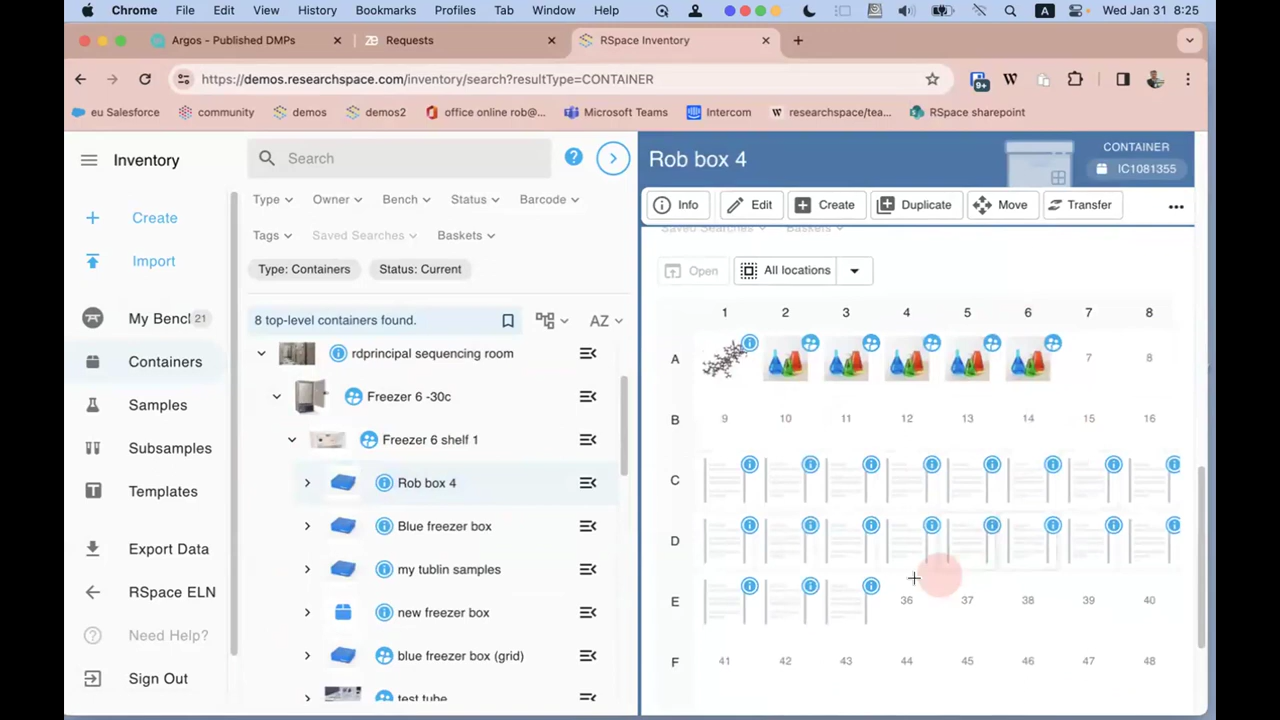 Chrome File Edit View History Bookmarks Profiles Tab Window Help A Wed Jan 31 8:25
Argos - Published DMPs ZB Requests RSpace Inventory
https://demos.researchspace.com/inventory/search?resultType=CONTAINER 9+ W
eu Salesforce community demos demos2 office online rob@... Microsoft Teams Intercom W researchspace/tea... RSpace sharepoint
Inventory
Create
Import
My Bencl 21
Containers
Samples
Subsamples
Templates
Export Data
RSpace ELN
Need Help?
Sign Out
Search
Type Owner Bench Status Barcode
Tags Saved Searches Baskets
Type: Containers Status: Current
8 top-level containers found. AZ
rdprincipal sequencing room
Freezer 6 -30c
Freezer 6 shelf 1
Rob box 4
Blue freezer box
my tublin samples
new freezer box
blue freezer box (grid)
test tube
Rob box 4
CONTAINER
IC1081355
Info Edit Create Duplicate Move Transfer
Saved Searches Baskets
Open All locations
1 2 3 4 5 6 7 8
A 7 8
B 9 10 11 12 13 14 15 16
C
D
E 36 37 38 39 40
F 41 42 43 44 45 46 47 48